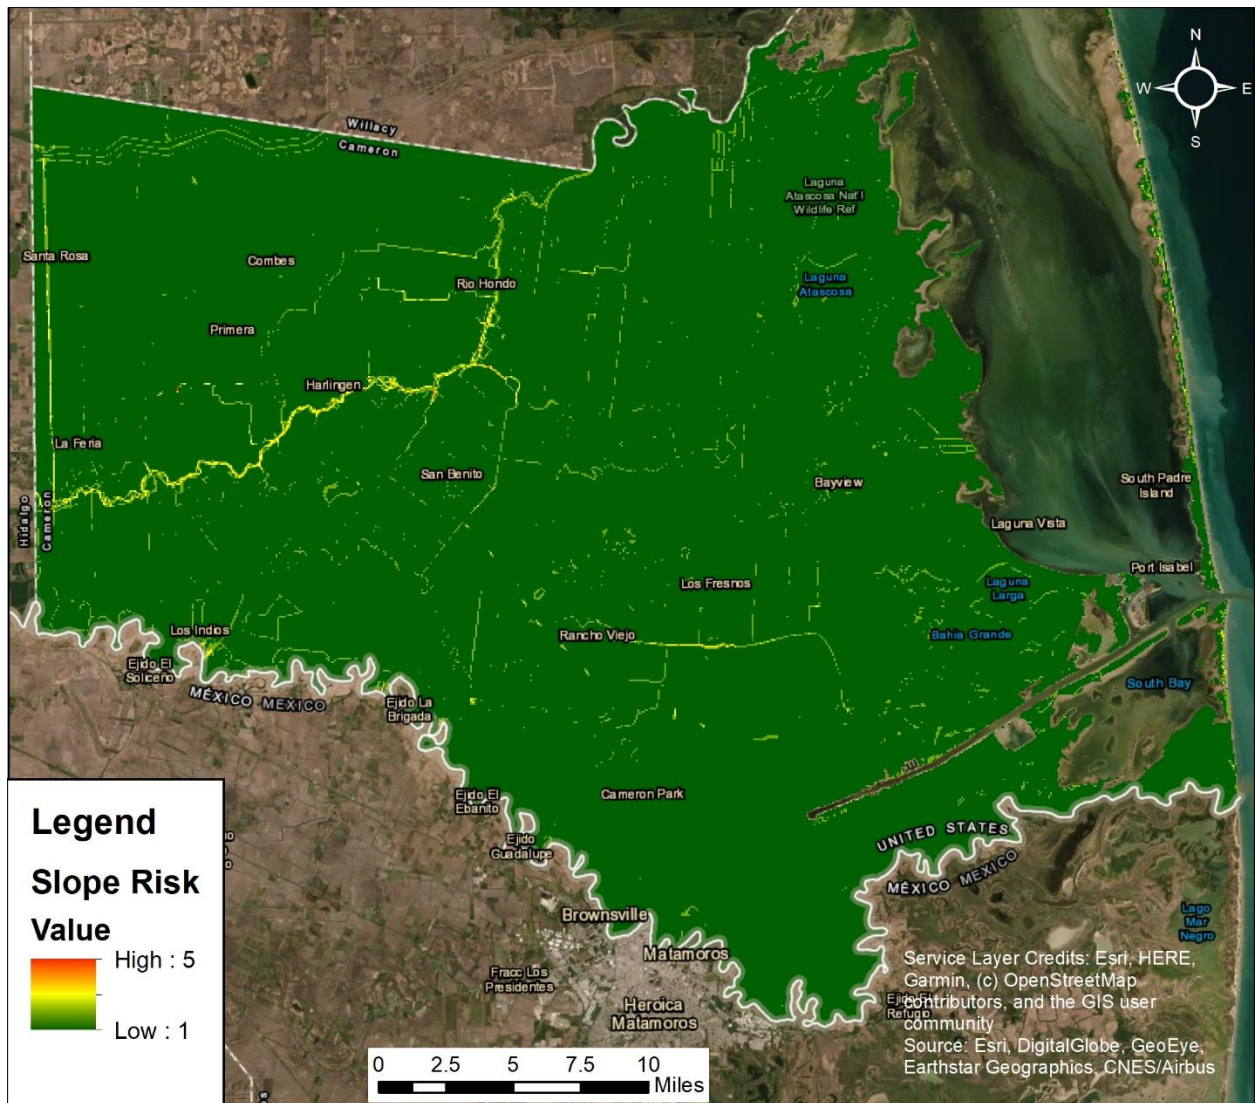 N
W E
S
Willacy
Cameron
Laguna
Atascosa Nat'l
Wildlife Ref
Santa Rosa
Combes
Rio Hondo
Laguna
Atascosa
Primera
Harlingen
La Feria
San Benito
Bayview
South Padre
Island
Hidalgo
Cameron
Laguna Vista
Port Isabel
Los Fresnos
Laguna
Larga
Los Indios
Rancho Viejo
Bahia Grande
Ejido El
Soliceño
South Bay
MÉXICO MEXICO
Ejido La
Brigada
Cameron Park
Ejido El
Ebanito
Ejido
Guadalupe
UNITED STATES
MÉXICO MEXICO
Brownsville
Lago
Mar
Negro
Matamoros
Fracc Los
Presidentes
Heroica
Matamoros
Ejido El
Refugio
Legend
Slope Risk
Value
High : 5
Low : 1
0 2.5 5 7.5 10
Miles
Service Layer Credits: Esri, HERE,
Garmin, (c) OpenStreetMap
contributors, and the GIS user
community
Source: Esri, DigitalGlobe, GeoEye,
Earthstar Geographics, CNES/Airbus